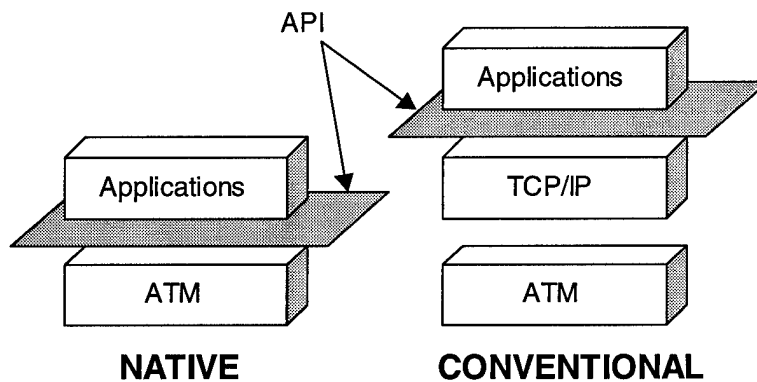 API
Applications
Applications
TCP/IP
ATM
ATM
NATIVE
CONVENTIONAL